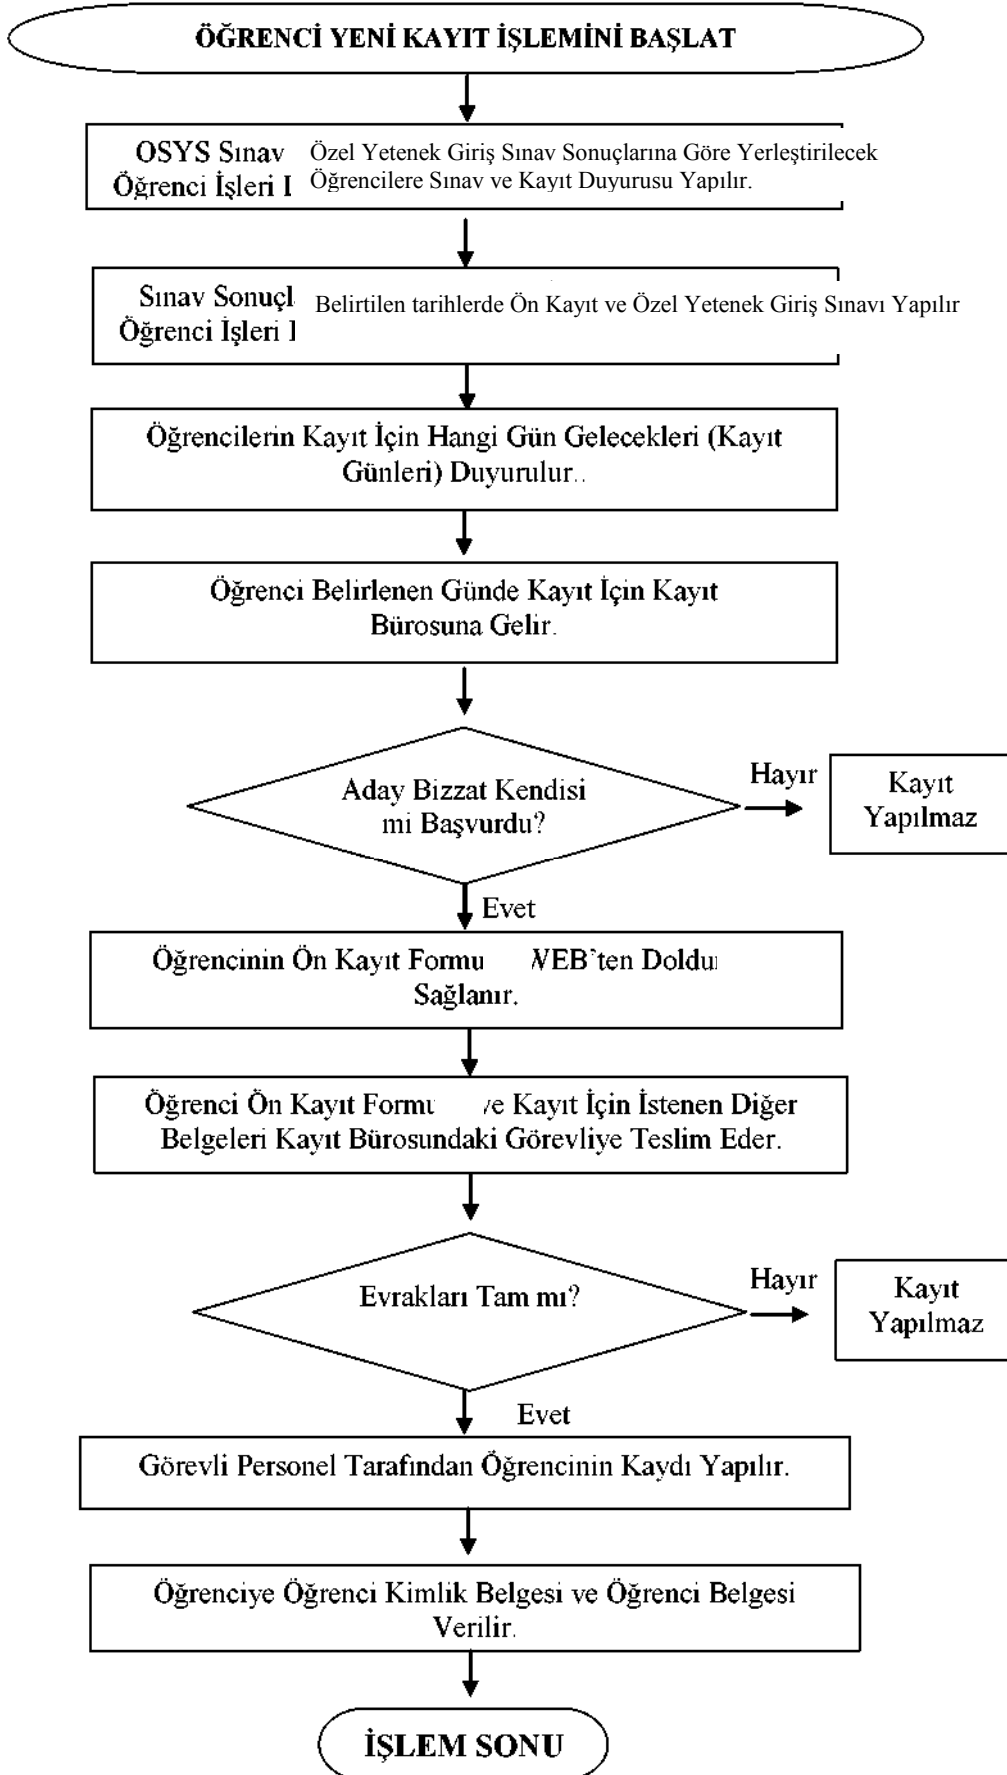 ÖĞRENCİ YENİ KAYIT İŞLEMİNİ BAŞLAT
OSYS Sınav Özel Yetenek Giriş Sınav Sonuçlarına Göre Yerleştirilecek
Öğrenci İşleri Öğrencilere Sınav ve Kayıt Duyurusu Yapılır.
Sınav
Belirtilen tarihlerde Ön Kayıt ve Özel Yetenek Giriş Sınavı Yapılır
Öğrenci İşleri
Öğrencilerin Kayıt İçin Hangi Gün Gelecekleri (Kayıt
Günleri) Duyurulur..
Öğrenci Belirlenen Günde Kayıt İçin Kayıt
Bürosuna Gelir.
Aday Bizzat Kendisi
mi Başvurdu?
Hayır
Kayıt
Yapılmaz
Evet
Öğrencinin Ön Kayıt Formu WEB'ten
Sağlanır.
Öğrenci Ön Kayıt Formu ve Kayıt İçin İstenen Diğer
Belgeleri Kayıt Bürosundaki Görevliye Teslim Eder.
Evrakları Tam mı?
Hayır
Kayıt
Yapılmaz
Evet
Görevli Personel Tarafından Öğrencinin Kaydı Yapılır.
Öğrenciye Öğrenci Kimlik Belgesi ve Öğrenci Belgesi
Verilir.
İŞLEM SONU